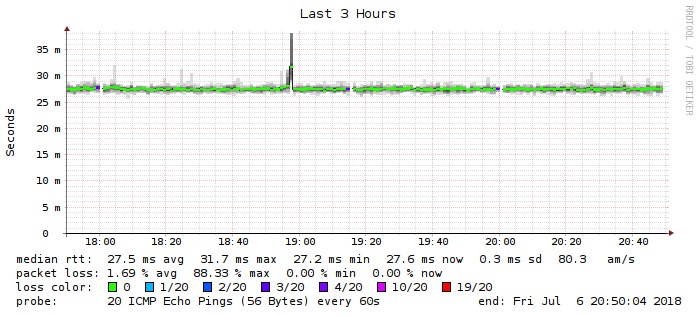 Last 3 Hours
RRDTOOL / TOBI OETIKER
Seconds
35 m
30 m
25 m
20 m
15 m
10 m
5 m
0
18:00 18:20 18:40 19:00 19:20 19:40 20:00 20:20 20:40
median rtt: 27.5 ms avg 31.7 ms max 27.2 ms min 27.6 ms now 0.3 ms sd 80.3 am/s
packet loss: 1.69 % avg 88.33 % max 0.00 % min 0.00 % now
loss color: 0 1/20 2/20 3/20 4/20 10/20 19/20
probe: 20 ICMP Echo Pings (56 Bytes) every 60s end: Fri Jul 6 20:50:04 2018